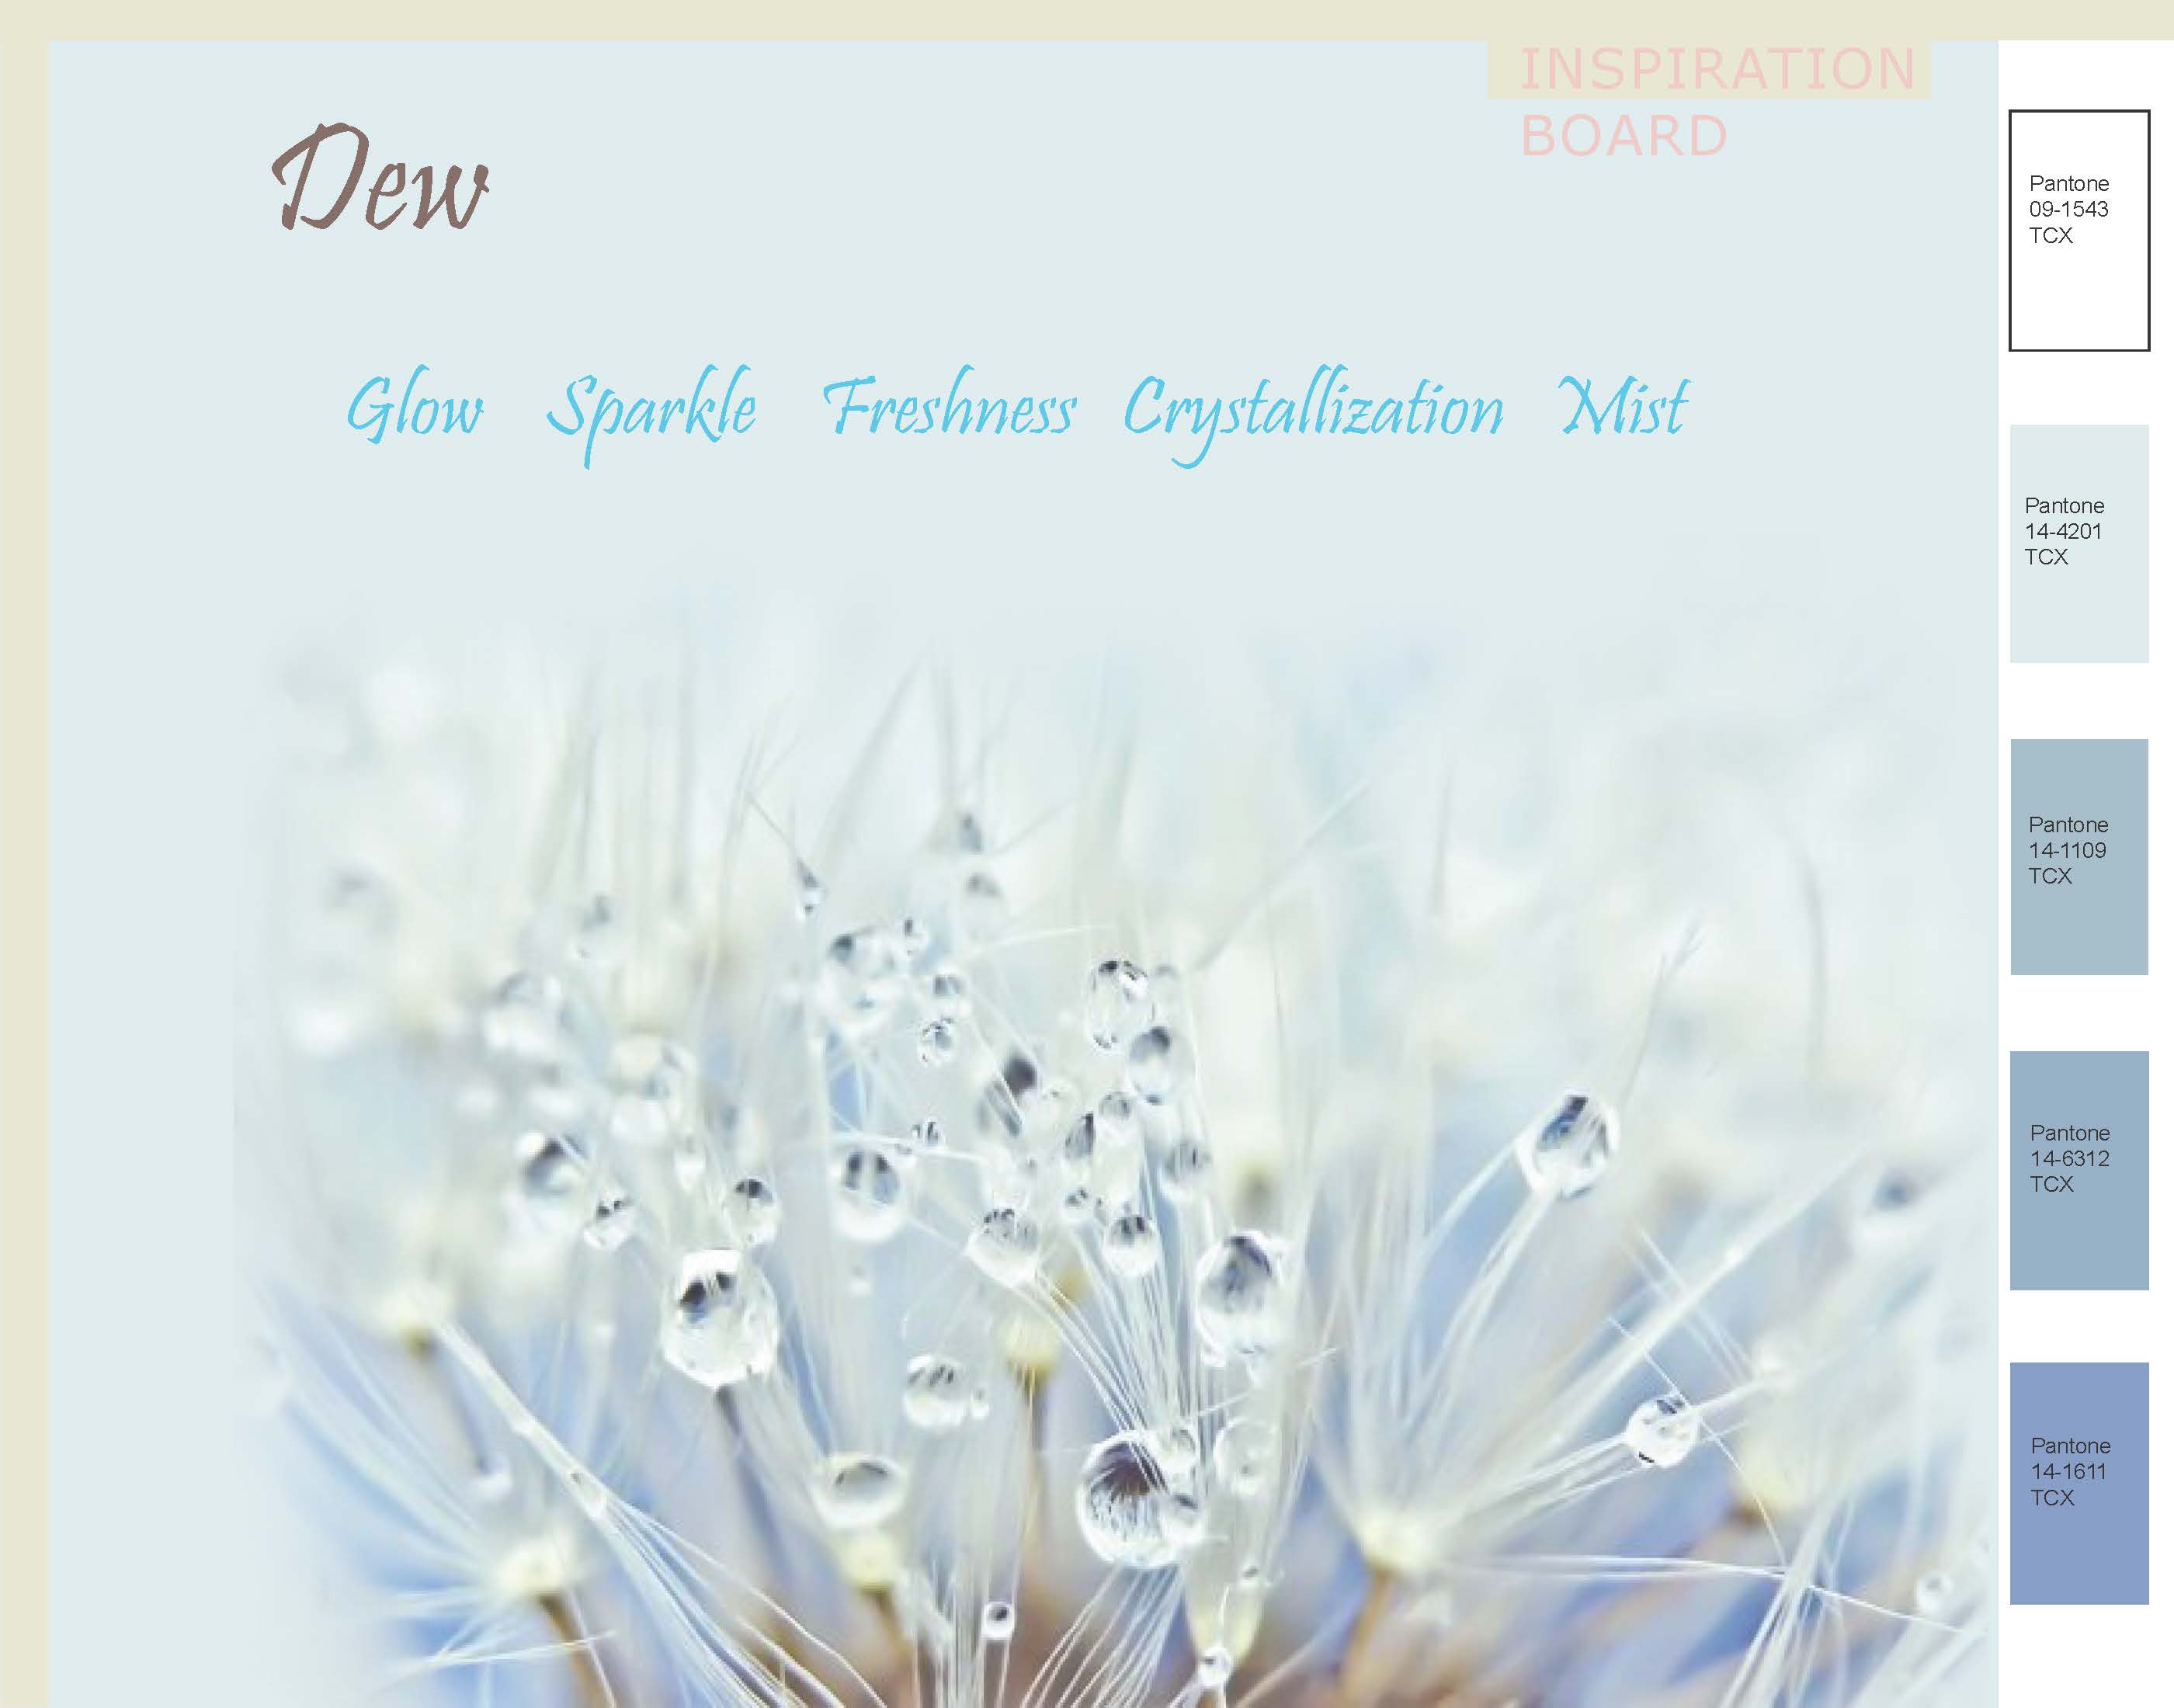 INSPIRATION
BOARD
Dew
Glow Sparkle Freshness Crystallization Mist
Pantone
09-1543
TCX
Pantone
14-4201
TCX
Pantone
14-1109
TCX
Pantone
14-6312
TCX
Pantone
14-1611
TCX